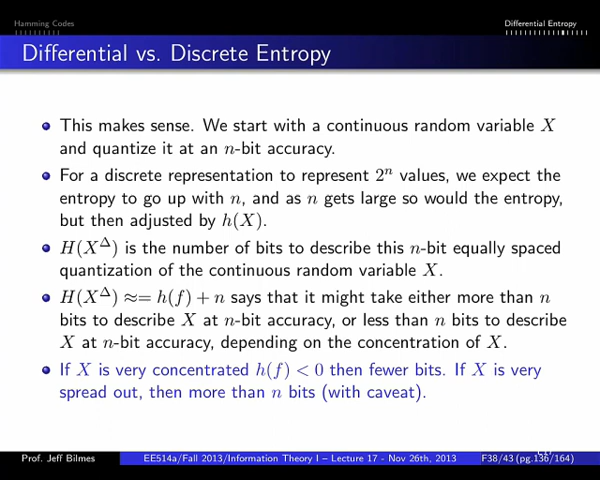 Hamming Codes
Differential Entropy
Differential vs. Discrete Entropy
This makes sense. We start with a continuous random variable X
and quantize it at an n-bit accuracy.
For a discrete representation to represent 2^n values, we expect the
entropy to go up with n, and as n gets large so would the entropy,
but then adjusted by h(X).
H(X^Δ) is the number of bits to describe this n-bit equally spaced
quantization of the continuous random variable X.
H(X^Δ) ≈= h(f) + n says that it might take either more than n
bits to describe X at n-bit accuracy, or less than n bits to describe
X at n-bit accuracy, depending on the concentration of X.
If X is very concentrated h(f) < 0 then fewer bits. If X is very
spread out, then more than n bits (with caveat).
Prof. Jeff Bilmes
EE514a/Fall 2013/Information Theory I – Lecture 17 - Nov 26th, 2013
F38/43 (pg.136/164)